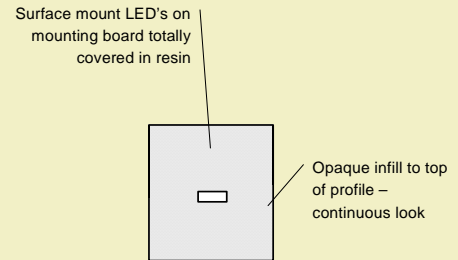 Surface mount LED's on
mounting board totally
covered in resin
Opaque infill to top
of profile –
continuous look